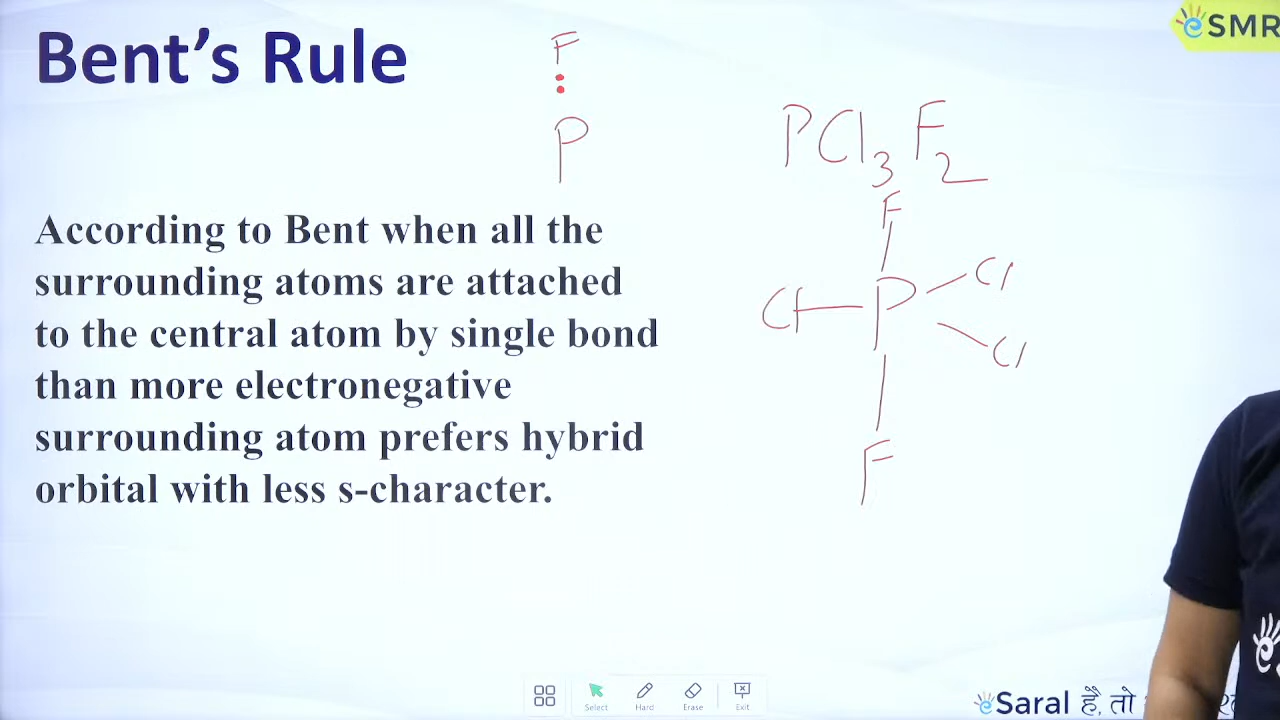 Bent's Rule
F
:
P
eSMR
PCl3F2
F
Cl P Cl
Cl
F
According to Bent when all the
surrounding atoms are attached
to the central atom by single bond
than more electronegative
surrounding atom prefers hybrid
orbital with less s-character.
Select Hard Erase Exit
eSaral है, तो